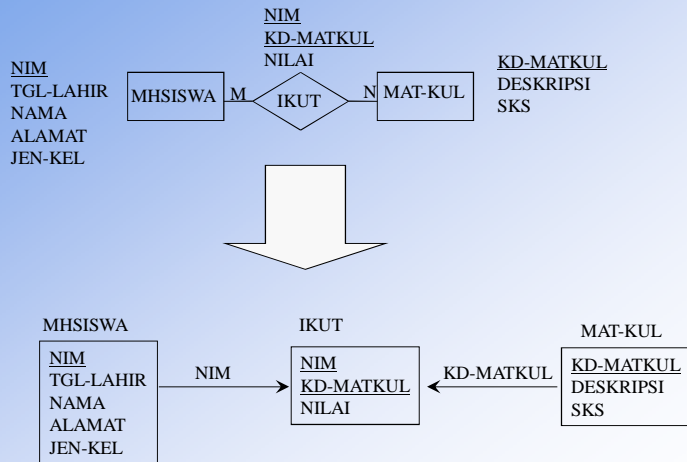 NIM
KD-MATKUL
NILAI
NIM
TGL-LAHIR
NAMA
ALAMAT
JEN-KEL
MHSISWA
M
IKUT
N
MAT-KUL
KD-MATKUL
DESKRIPSI
SKS
MHSISWA
NIM
TGL-LAHIR
NAMA
ALAMAT
JEN-KEL
NIM
IKUT
NIM
KD-MATKUL
NILAI
KD-MATKUL
MAT-KUL
KD-MATKUL
DESKRIPSI
SKS